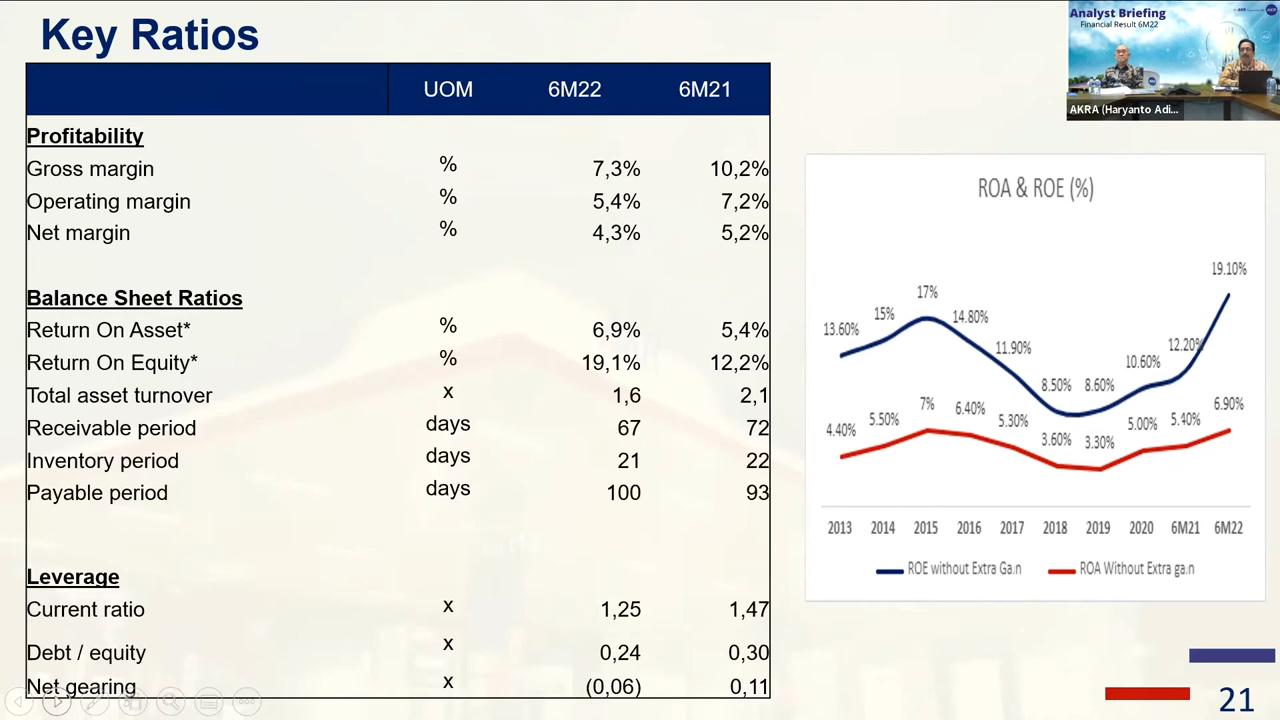 Key Ratios
UOM 6M22 6M21
Profitability
Gross margin % 7,3% 10,2%
Operating margin % 5,4% 7,2%
Net margin % 4,3% 5,2%
Balance Sheet Ratios
Return On Asset* % 6,9% 5,4%
Return On Equity* % 19,1% 12,2%
Total asset turnover x 1,6 2,1
Receivable period days 67 72
Inventory period days 21 22
Payable period days 100 93
Leverage
Current ratio x 1,25 1,47
Debt / equity x 0,24 0,30
Net gearing x (0,06) 0,11
Analyst Briefing
Financial Result 6M22
AKRA (Haryanto Adi...
ROA & ROE (%)
13.60% 15% 17% 14.80% 11.90% 8.50% 8.60% 10.60% 12.20% 19.10%
4.40% 5.50% 7% 6.40% 5.30% 3.60% 3.30% 5.00% 5.40% 6.90%
2013 2014 2015 2016 2017 2018 2019 2020 6M21 6M22
ROE without Extra Ga.n ROA Without Extra ga.n
21